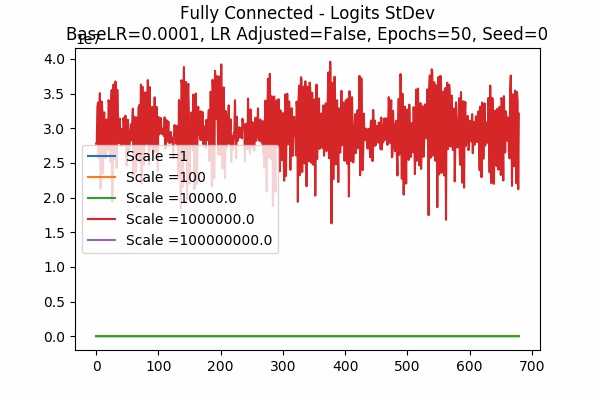 Fully Connected - Logits StDev
BaseLR=0.0001, LR Adjusted=False, Epochs=50, Seed=0
1e7
4.0
3.5
3.0
2.5
2.0
1.5
1.0
0.5
0.0
Scale =1
Scale =100
Scale =10000.0
Scale =1000000.0
Scale =100000000.0
0 100 200 300 400 500 600 700